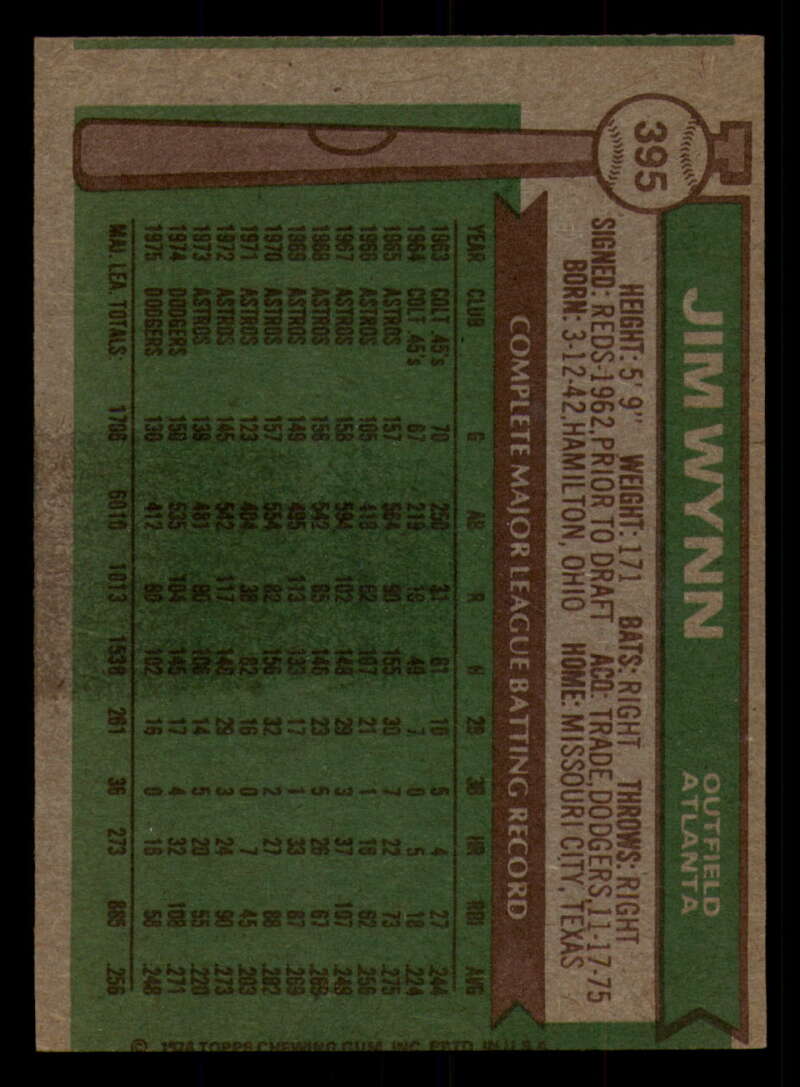 395
JIM WYNN
OUTFIELD
ATLANTA
HEIGHT: 5' 9" WEIGHT: 171 BATS: RIGHT THROWS: RIGHT
SIGNED: REDS-1962, PRIOR TO DRAFT ACQ: TRADE, DODGERS, 11-17-75
BORN: 3-12-42, HAMILTON, OHIO HOME: MISSOURI CITY, TEXAS
COMPLETE MAJOR LEAGUE BATTING RECORD
YEAR CLUB G AB R H 2B 3B HR RBI AVG
1963 COLT 45's 70 250 31 61 10 5 4 27 .244
1964 COLT 45's 67 219 19 49 7 0 5 18 .224
1965 ASTROS 157 564 90 155 30 7 22 73 .275
1966 ASTROS 105 418 62 107 21 1 18 62 .256
1967 ASTROS 158 594 102 148 29 3 37 107 .249
1968 ASTROS 156 542 85 146 23 5 26 67 .269
1969 ASTROS 149 495 113 133 17 1 33 87 .269
1970 ASTROS 157 554 82 156 32 2 27 88 .282
1971 ASTROS 123 404 38 82 16 0 7 45 .203
1972 ASTROS 145 542 117 148 29 3 24 90 .273
1973 ASTROS 139 481 90 106 14 5 20 55 .220
1974 DODGERS 150 535 104 145 17 4 32 108 .271
1975 DODGERS 130 412 80 102 16 0 18 58 .248
MAJ. LEA. TOTALS 1706 6010 1013 1538 261 36 273 885 .256
© 1976 TOPPS CHEWING GUM, INC. PRTD. IN U.S.A.